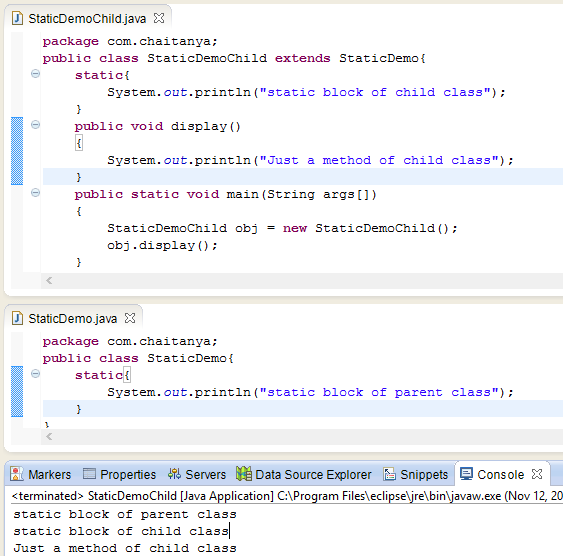 StaticDemoChild.java
package com.chaitanya;
public class StaticDemoChild extends StaticDemo{
static{
System.out.println("static block of child class");
}
public void display()
{
System.out.println("Just a method of child class");
}
public static void main(String args[])
{
StaticDemoChild obj = new StaticDemoChild();
obj.display();
}
StaticDemo.java
package com.chaitanya;
public class StaticDemo{
static{
System.out.println("static block of parent class");
}
}
Markers Properties Servers Data Source Explorer Snippets Console
<terminated> StaticDemoChild [Java Application] C:\Program Files\eclipse\jre\bin\javaw.exe (Nov 12, 20
static block of parent class
static block of child class
Just a method of child class